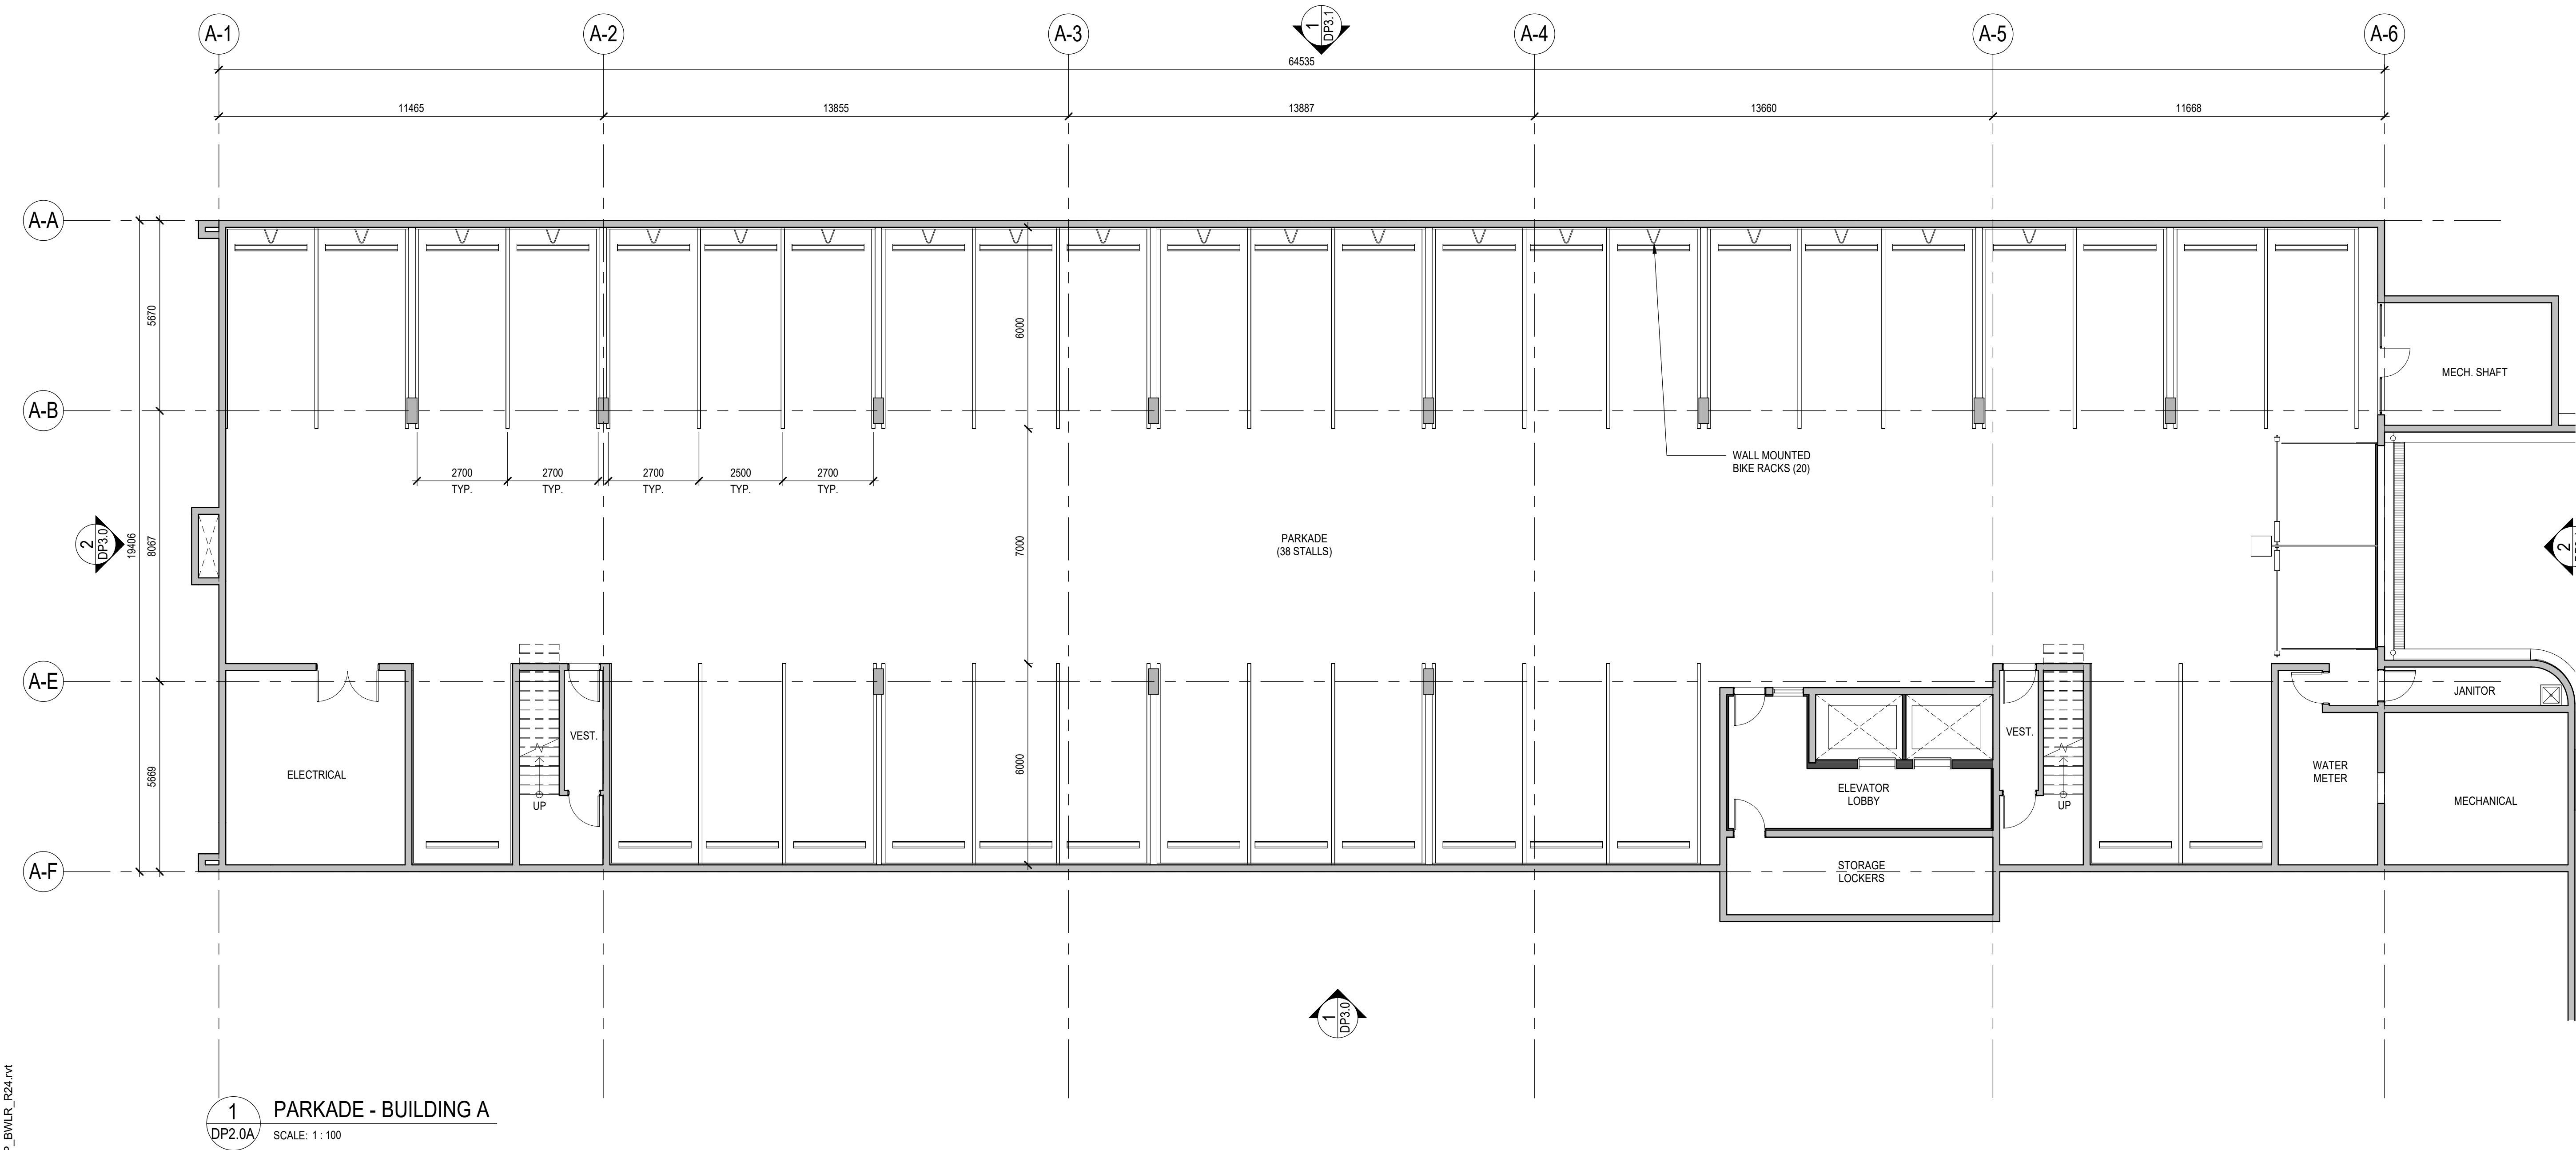 A-1
A-2
A-3
1
DP3.1
A-4
A-5
A-6
64535
11465
13855
13887
13660
11668
A-A
5670
6000
MECH. SHAFT
A-B
WALL MOUNTED
BIKE RACKS (20)
2700
2700
2700
2500
2700
TYP.
TYP.
TYP.
TYP.
TYP.
2
DP3.0
19406
8067
7000
PARKADE
(38 STALLS)
2
A-E
JANITOR
VEST.
VEST.
ELECTRICAL
5669
6000
UP
ELEVATOR
LOBBY
UP
WATER
METER
MECHANICAL
STORAGE
LOCKERS
A-F
1
DP3.0
1
DP2.0A
PARKADE - BUILDING A
SCALE: 1 : 100
P_BWLR_R24.rvt